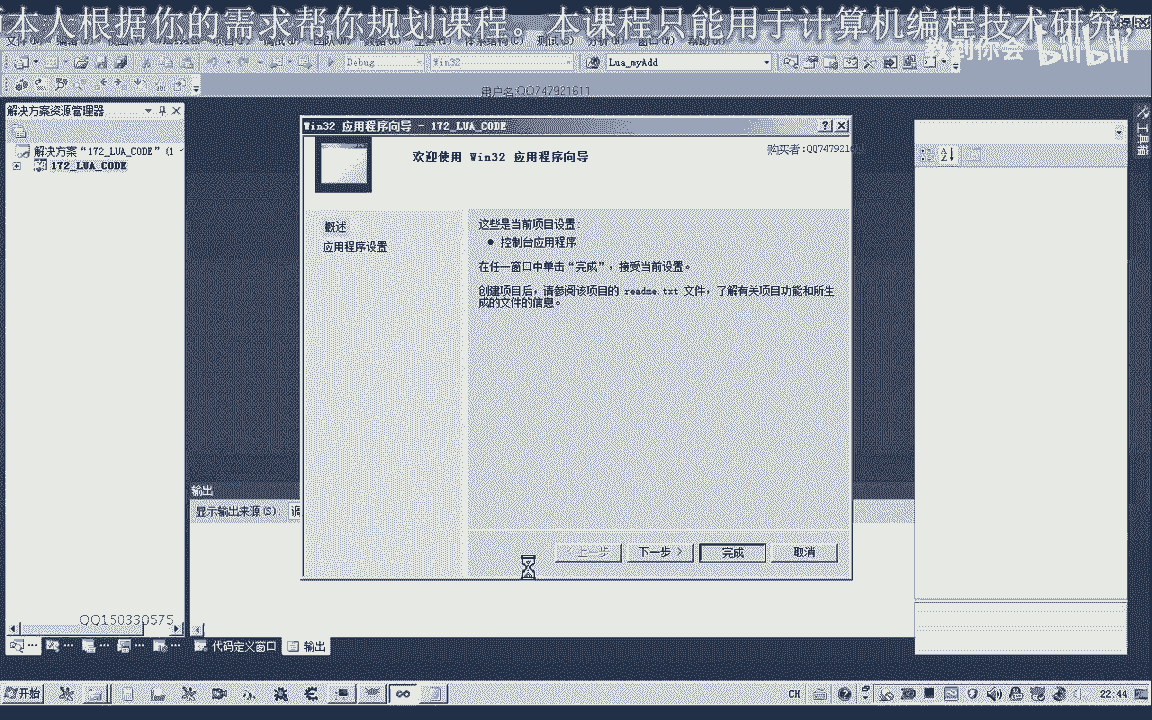 本人根据你的需求帮你规划课程。 本课程只能用于计算机编程技术研究,
教到你会 bilibili
Debug
Win32
Lua_myAdd
用户名:QQ747921611
解决方案资源管理器
解决方案“172_LUA_CODE”(1
172_LUA_CODE
Win32 应用程序向导 - 172_LUA_CODE
欢迎使用 Win32 应用程序向导
购买者:QQ7479216
概述
应用程序设置
这些是当前项目设置:
控制台应用程序
在任一窗口中单击“完成”,接受当前设置。
创建项目后,请参阅该项目的 readme.txt 文件,了解有关项目功能和所生
成的文件的信息。
< 上一步
下一步 >
完成
取消
工具箱
输出
显示输出来源(S):
QQ150330575
代码定义窗口
输出
开始
CH
22:44